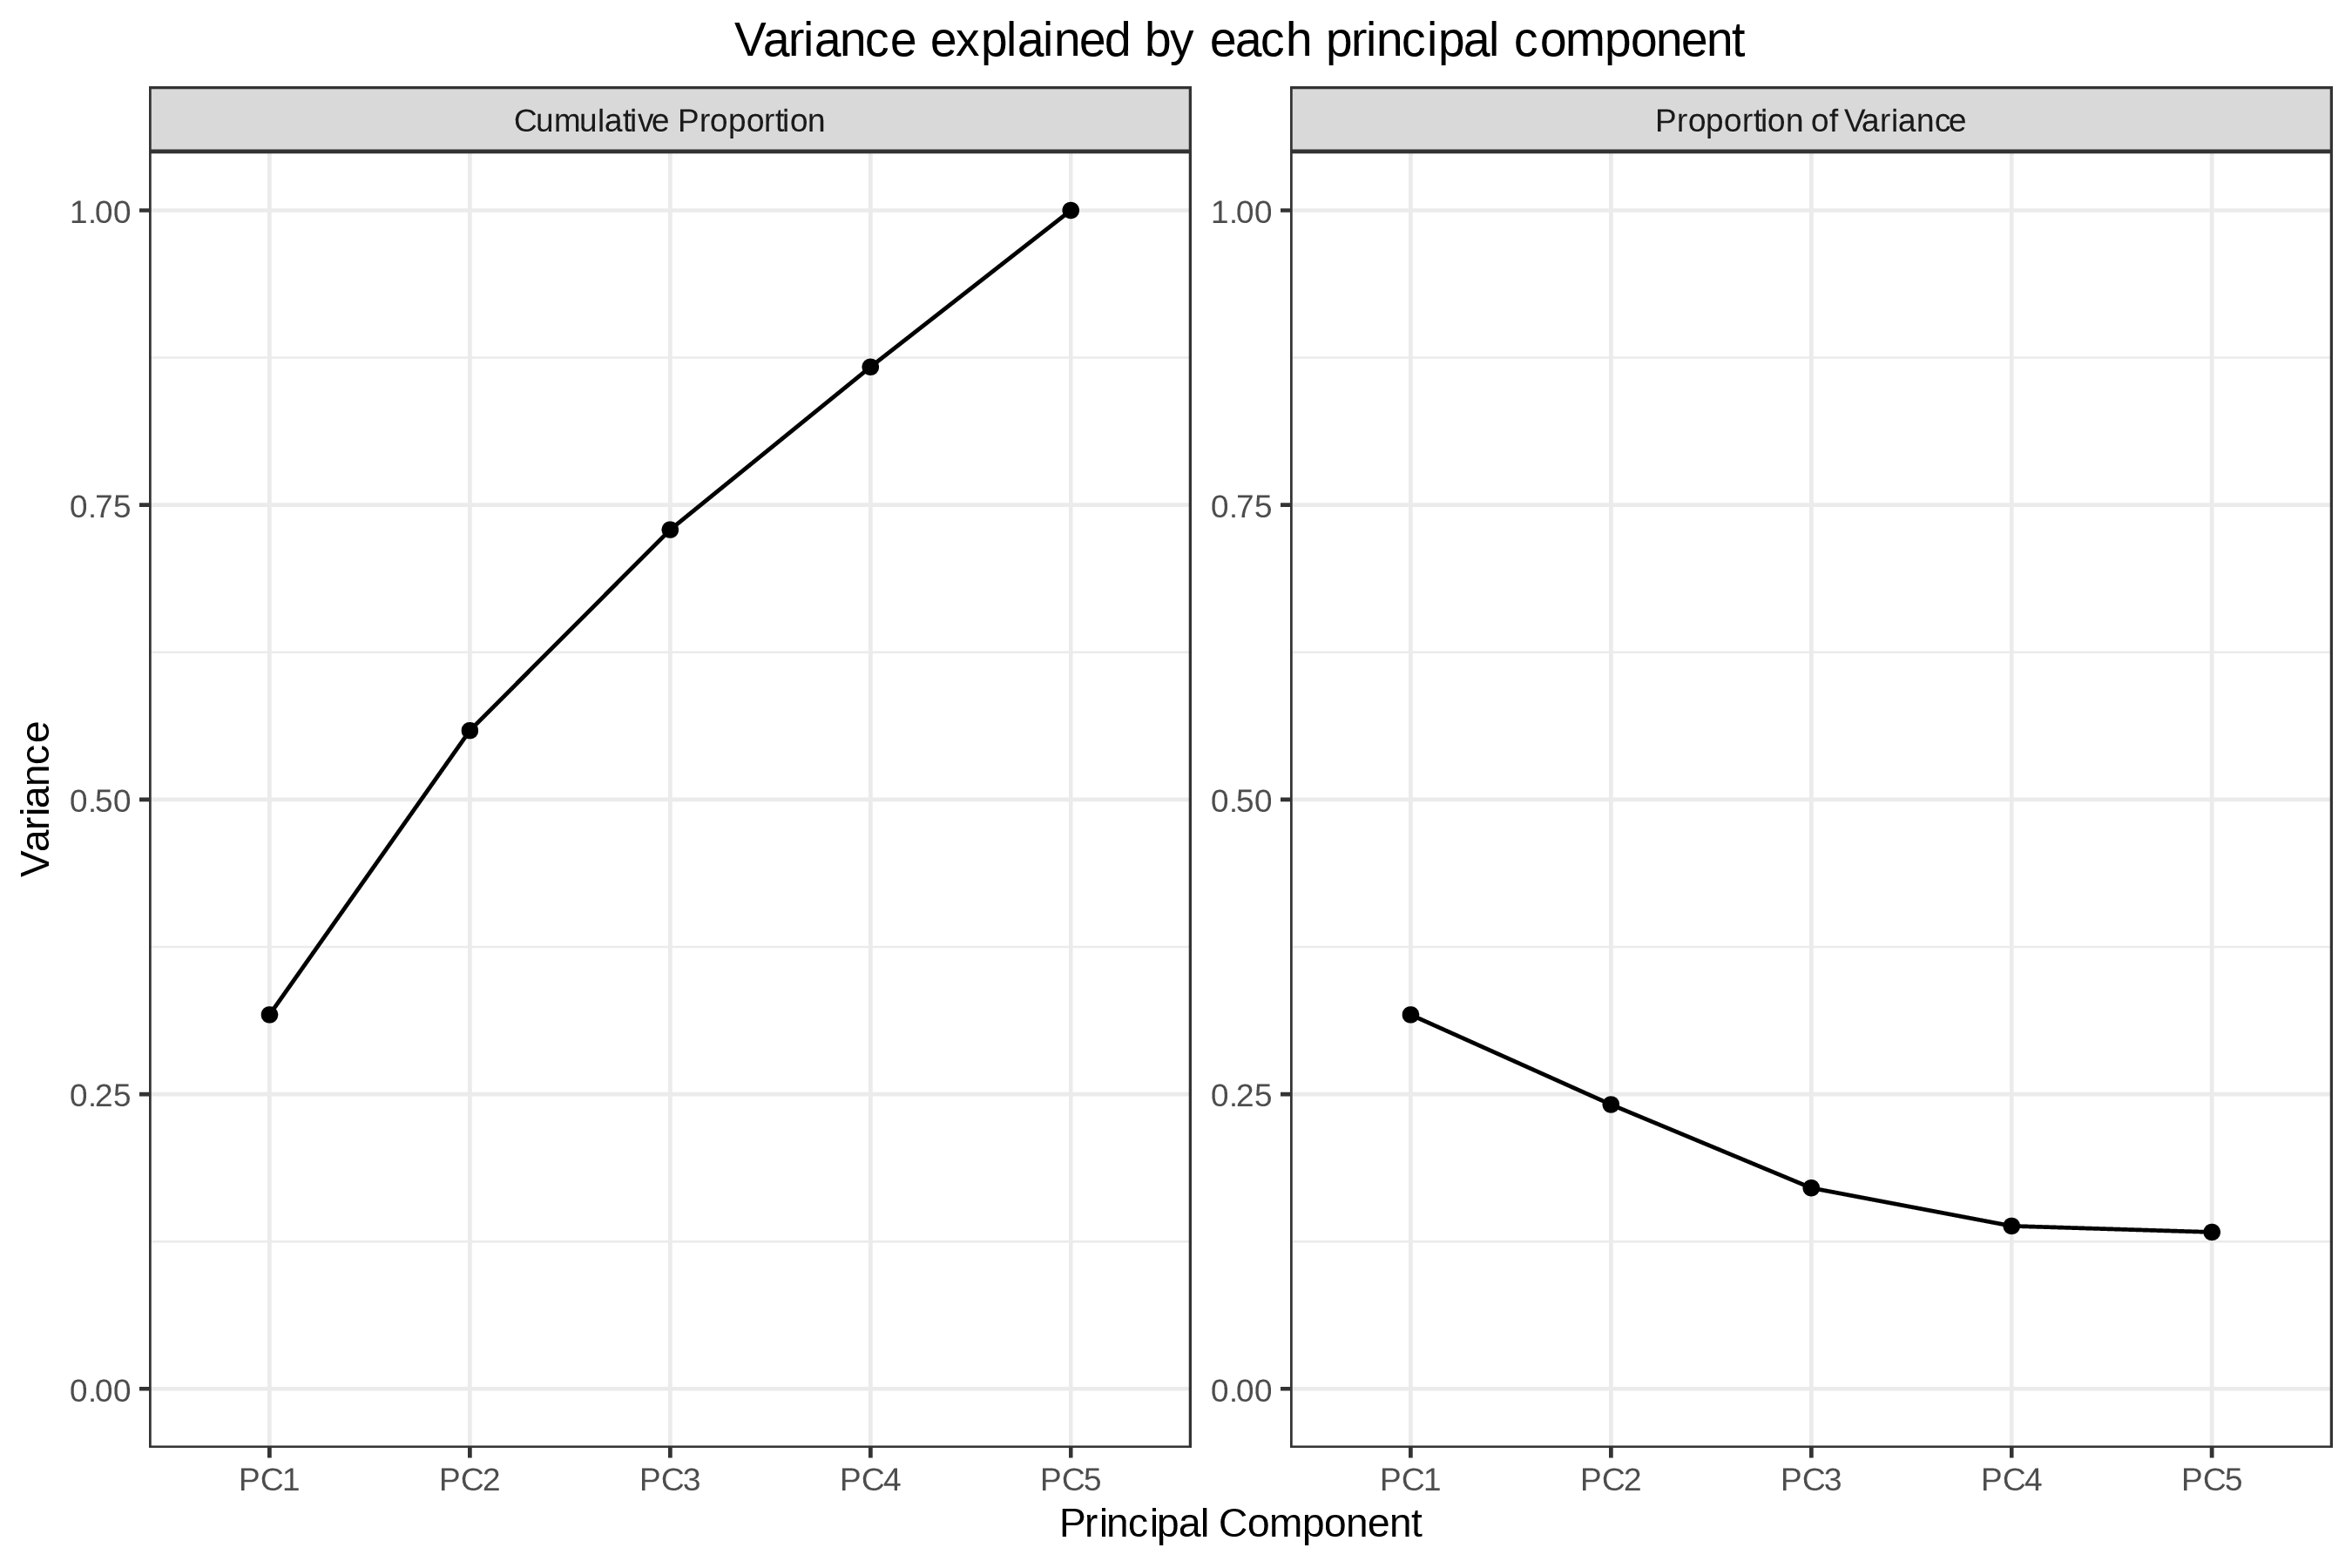 Variance explained by each principal component
Cumulative Proportion
Proportion of Variance
1.00
0.75
0.50
0.25
0.00
1.00
0.75
0.50
0.25
0.00
Variance
PC1 PC2 PC3 PC4 PC5
PC1 PC2 PC3 PC4 PC5
Principal Component